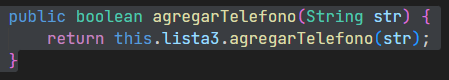 public boolean agregarTelefono(String str) {
    return this.lista3.agregarTelefono(str);
}